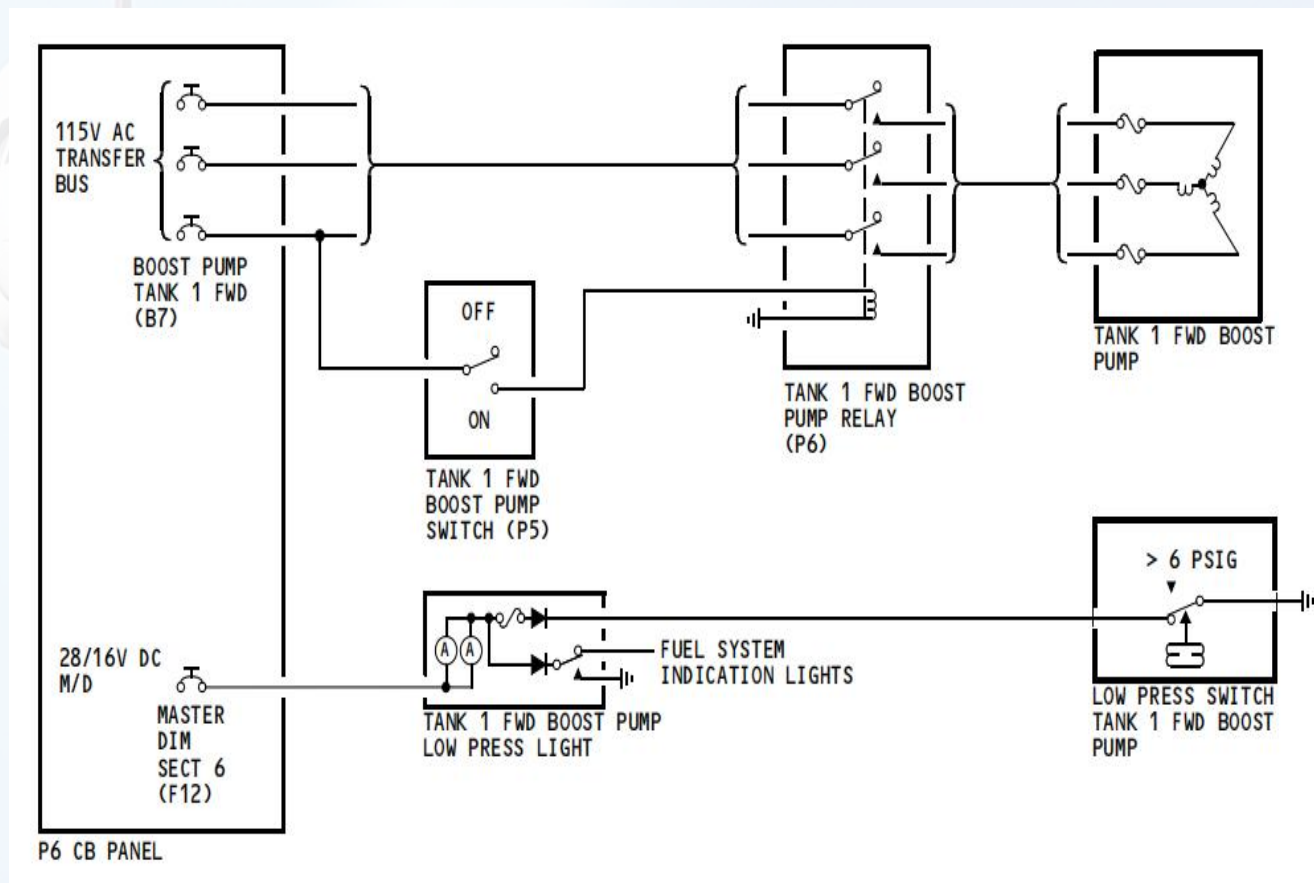 115V AC
TRANSFER
BUS
BOOST PUMP
TANK 1 FWD
(B7)
OFF
ON
TANK 1 FWD
BOOST PUMP
SWITCH (P5)
TANK 1 FWD BOOST
PUMP RELAY
(P6)
TANK 1 FWD BOOST
PUMP
28/16V DC
M/D
MASTER
DIM
SECT 6
(F12)
A A
FUEL SYSTEM
INDICATION LIGHTS
TANK 1 FWD BOOST PUMP
LOW PRESS LIGHT
> 6 PSIG
LOW PRESS SWITCH
TANK 1 FWD BOOST
PUMP
P6 CB PANEL